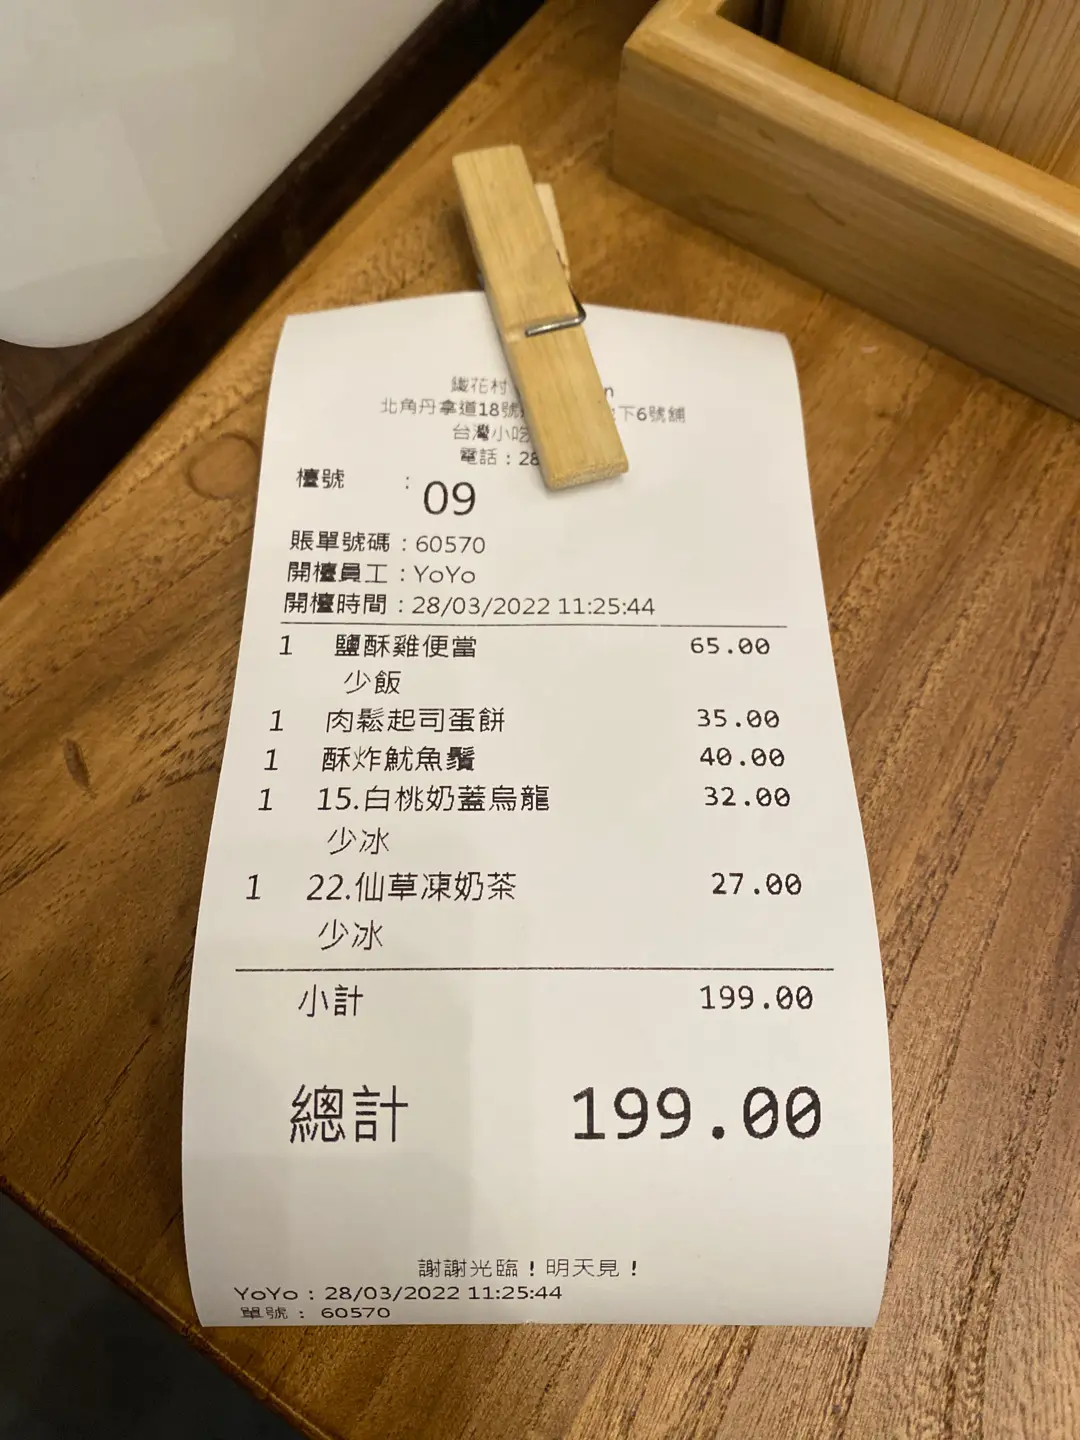 鐵花村 n
北角丹拿道18號 下6號舖
台灣小吃
電話：28
檯號 : 09
賬單號碼 : 60570
開檯員工 : YoYo
開檯時間 : 28/03/2022 11:25:44
1 鹽酥雞便當 65.00
少飯
1 肉鬆起司蛋餅 35.00
1 酥炸魷魚鬚 40.00
1 15.白桃奶蓋烏龍 32.00
少冰
1 22.仙草凍奶茶 27.00
少冰
小計 199.00
總計 199.00
謝謝光臨！明天見！
YoYo : 28/03/2022 11:25:44
單號 : 60570